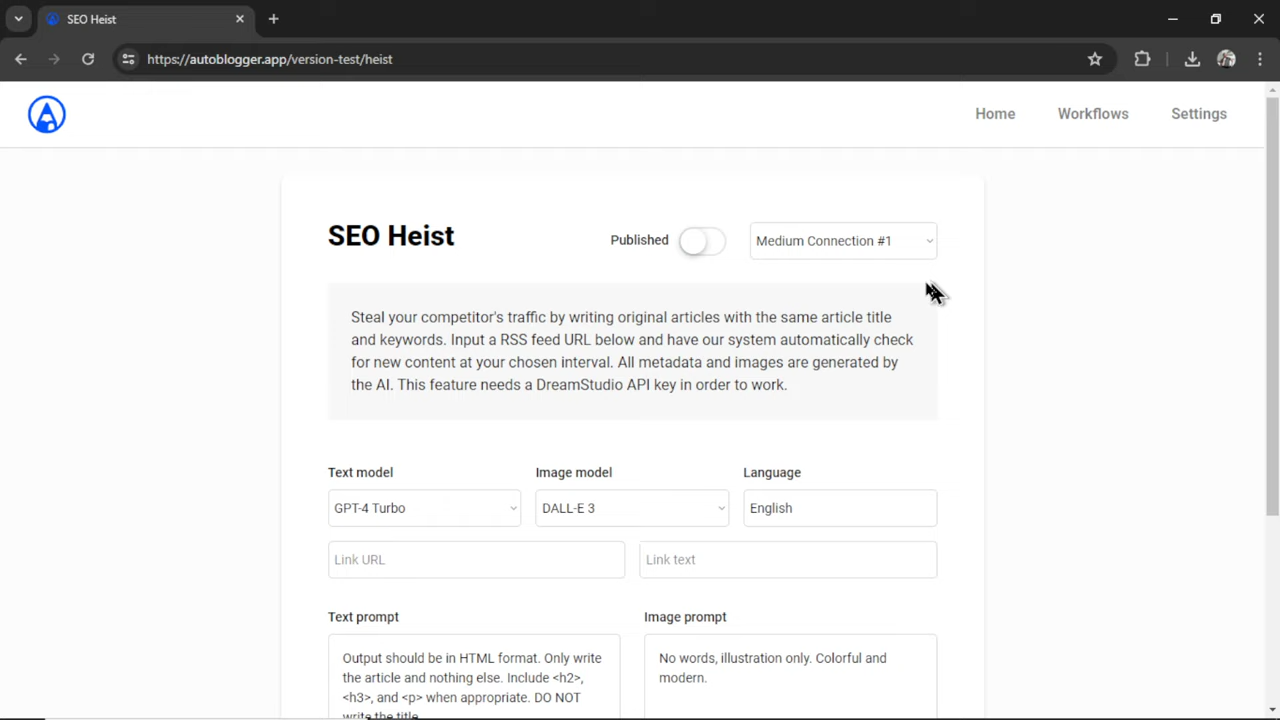 SEO Heist
https://autoblogger.app/version-test/heist
Home Workflows Settings
SEO Heist
Published
Medium Connection #1
Steal your competitor's traffic by writing original articles with the same article title
and keywords. Input a RSS feed URL below and have our system automatically check
for new content at your chosen interval. All metadata and images are generated by
the AI. This feature needs a DreamStudio API key in order to work.
Text model Image model Language
GPT-4 Turbo DALL-E 3 English
Link URL Link text
Text prompt Image prompt
Output should be in HTML format. Only write
the article and nothing else. Include <h2>,
<h3>, and <p> when appropriate. DO NOT
write the title.
No words, illustration only. Colorful and
modern.